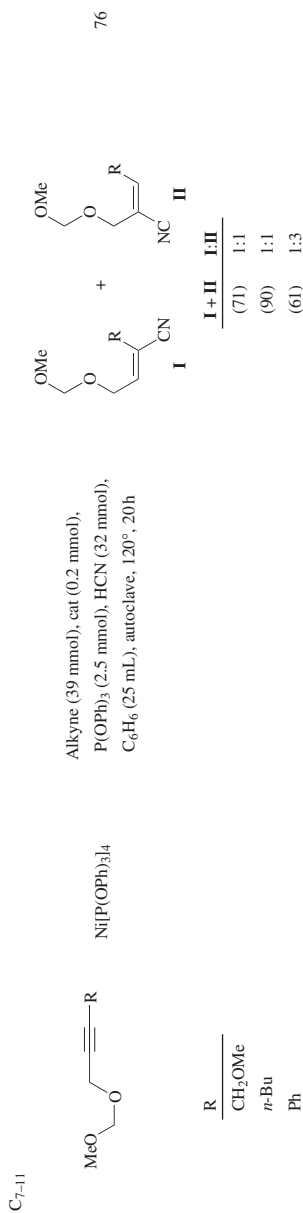 C7–11
MeO O R
Ni[P(OPh)3]4
Alkyne (39 mmol), cat (0.2 mmol),
P(OPh)3 (2.5 mmol), HCN (32 mmol),
C6H6 (25 mL), autoclave, 120°, 20 h
OMe O R CN
I
+
OMe O R NC
II
76
R I + II I:II
CH2OMe (71) 1:1
n-Bu (90) 1:1
Ph (61) 1:3